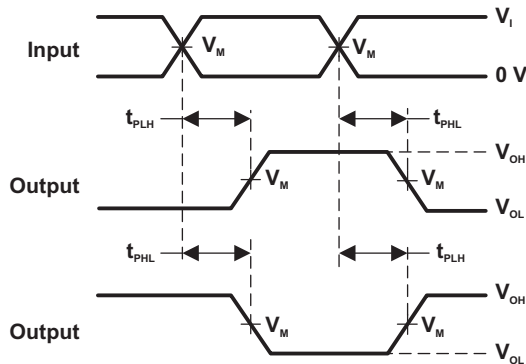 V_I
Input V_M V_M
0 V
t_PLH t_PHL
V_OH
Output V_M V_M
V_OL
t_PHL t_PLH
V_OH
Output V_M V_M
V_OL